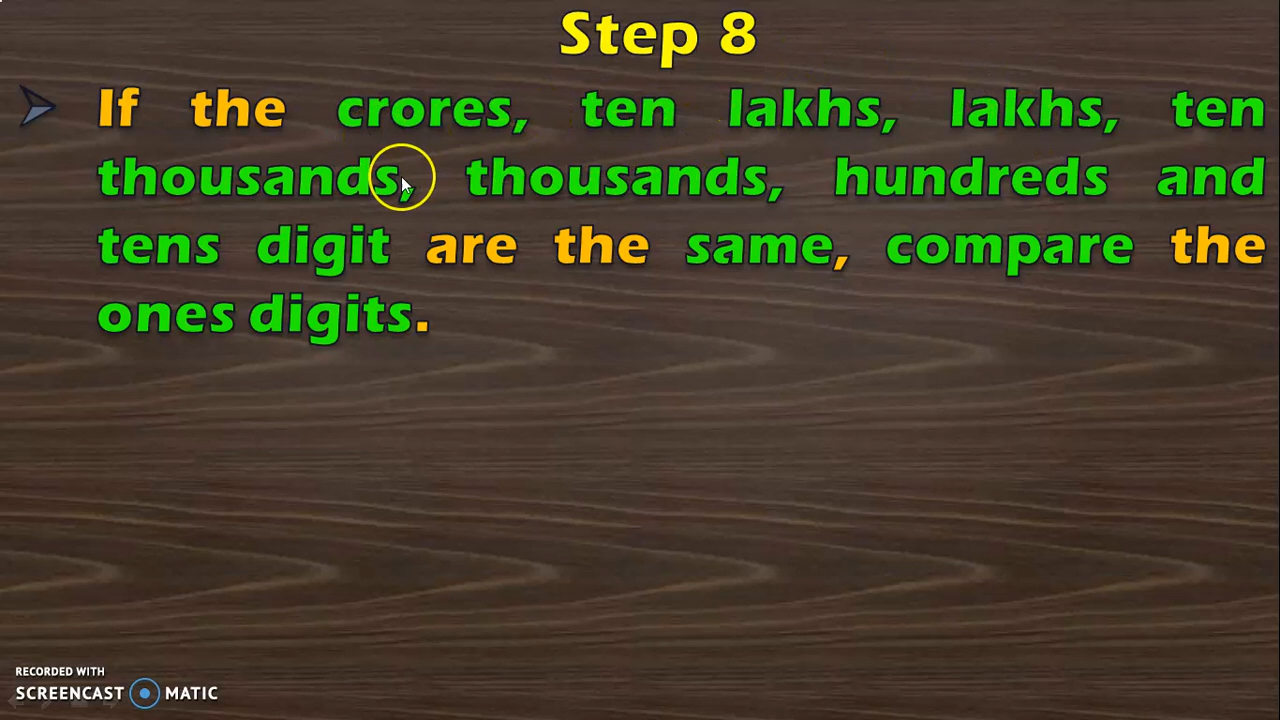 Step 8
If the crores, ten lakhs, lakhs, ten
thousands, thousands, hundreds and
tens digit are the same, compare the
ones digits.
RECORDED WITH
SCREENCAST MATIC